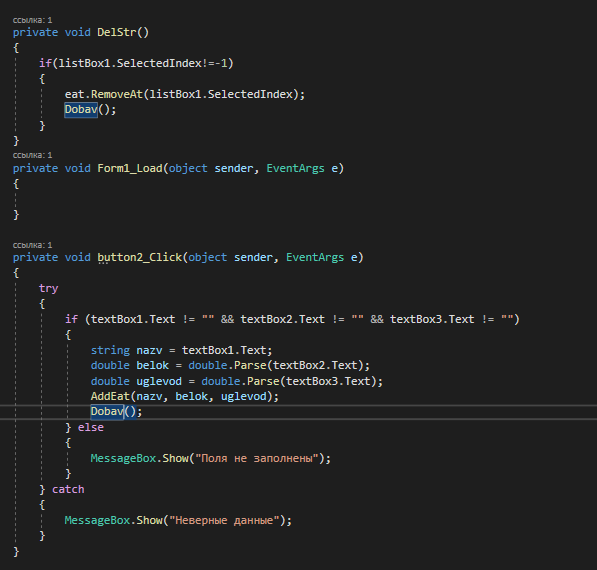 ссылка: 1
private void DelStr()
{
if(listBox1.SelectedIndex!=-1)
{
eat.RemoveAt(listBox1.SelectedIndex);
Dobav();
}
}
ссылка: 1
private void Form1_Load(object sender, EventArgs e)
{
}
ссылка: 1
private void button2_Click(object sender, EventArgs e)
{
try
{
if (textBox1.Text != "" && textBox2.Text != "" && textBox3.Text != "")
{
string nazv = textBox1.Text;
double belok = double.Parse(textBox2.Text);
double uglevod = double.Parse(textBox3.Text);
AddEat(nazv, belok, uglevod);
Dobav();
} else
{
MessageBox.Show("Поля не заполнены");
}
} catch
{
MessageBox.Show("Неверные данные");
}
}